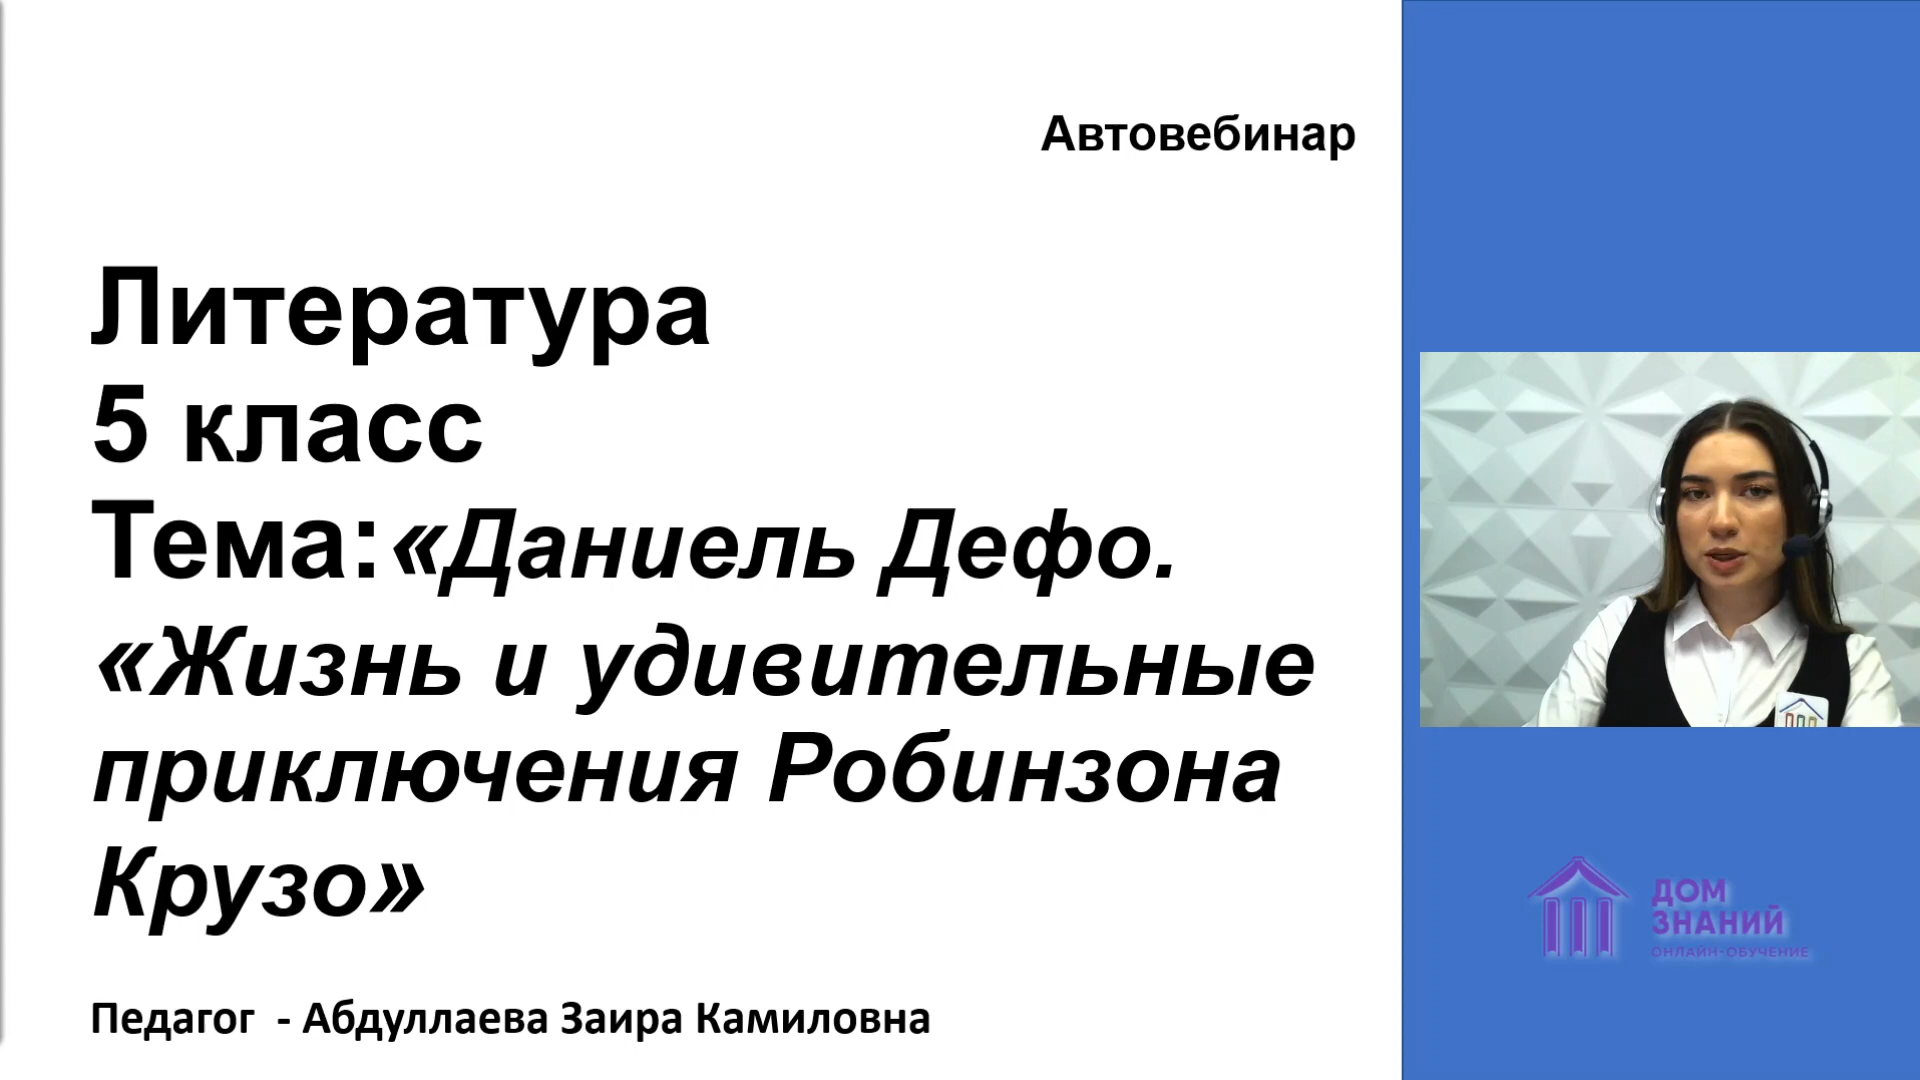 Автовебинар
Литература
5 класс
Тема:«Даниель Дефо.
«Жизнь и удивительные
приключения Робинзона
Крузо»
Педагог - Абдуллаева Заира Камиловна
ДОМ
ЗНАНИЙ
ОНЛАЙН-ОБУЧЕНИЕ